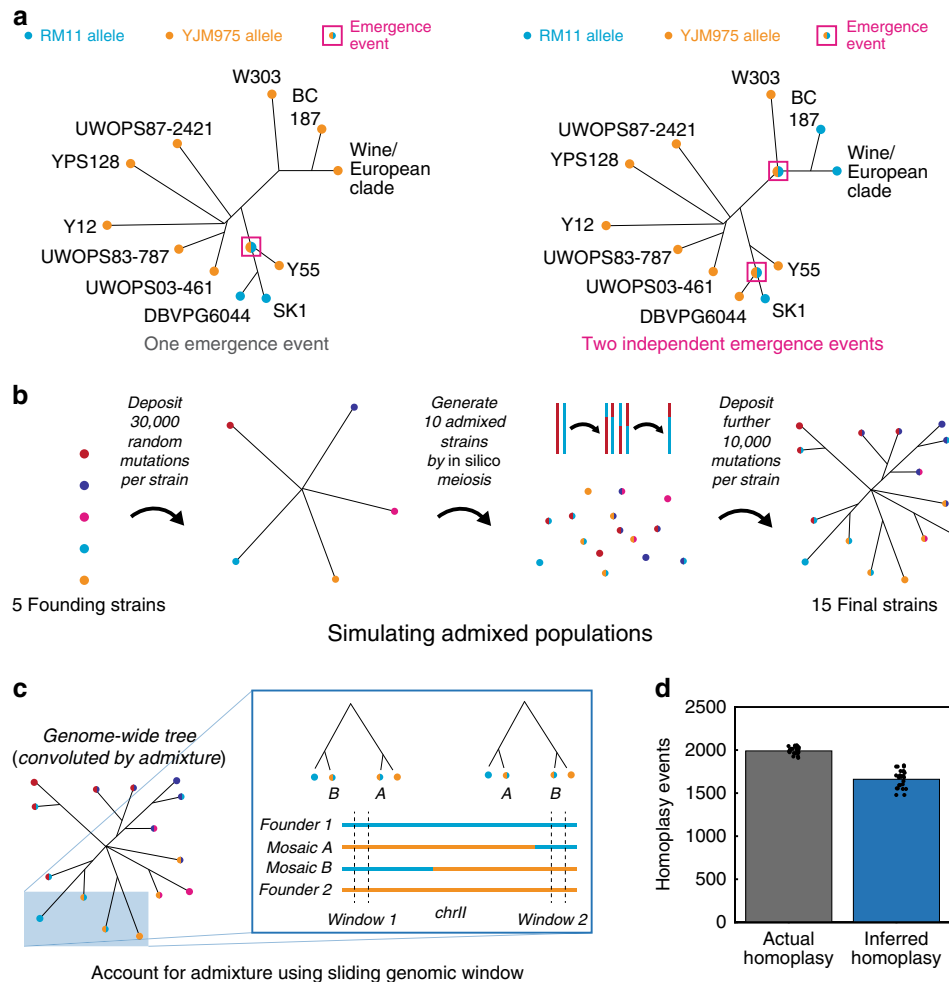 a
RM11 allele
YJM975 allele
Emergence
event
W303
BC
187
UWOPS87-2421
YPS128
Wine/
European
clade
Y12
UWOPS83-787
Y55
UWOPS03-461
DBVPG6044
SK1
One emergence event
RM11 allele
YJM975 allele
Emergence
event
W303
BC
187
UWOPS87-2421
YPS128
Wine/
European
clade
Y12
UWOPS83-787
Y55
UWOPS03-461
DBVPG6044
SK1
Two independent emergence events
b
Deposit
30,000
random
mutations
per strain
Generate
10 admixed
strains
by in silico
meiosis
Deposit
further
10,000
mutations
per strain
5 Founding strains
15 Final strains
Simulating admixed populations
c
Genome-wide tree
(convoluted by admixture)
B A A B
Founder 1
Mosaic A
Mosaic B
Founder 2
Window 1 chrII Window 2
Account for admixture using sliding genomic window
d
Homoplasy events
2500
2000
1500
1000
500
0
Actual
homoplasy
Inferred
homoplasy